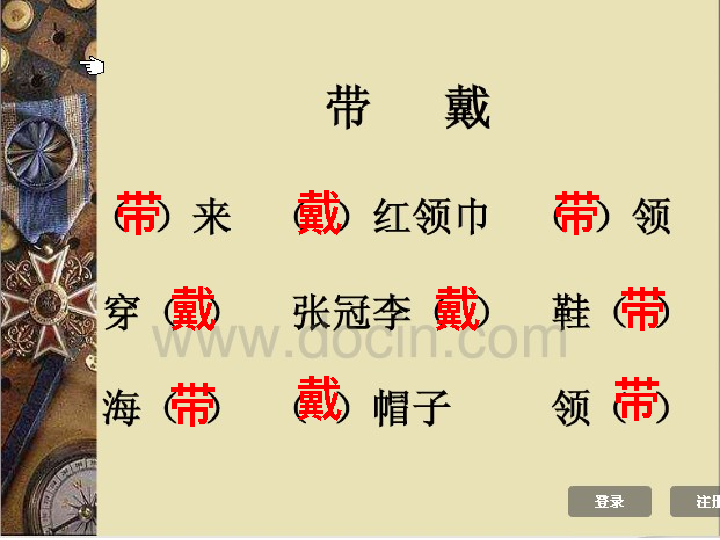 带 戴
（带）来 （戴）红领巾 （带）领
穿（戴） 张冠李（戴） 鞋（带）
www.docin.com
海（带） （戴）帽子 领（带）
登录 注册